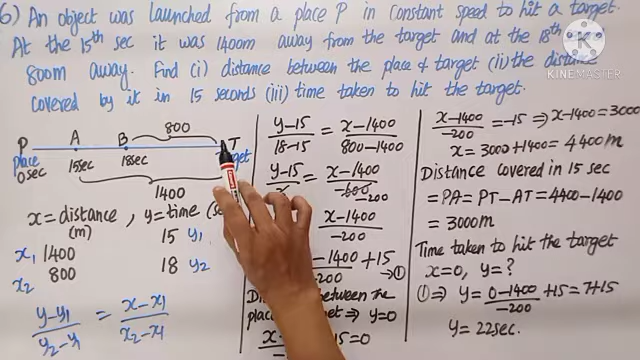 6) An object was launched from a place P in constant speed to hit a target.
At the 15th sec it was 1400m away from the target and at the 18th
800m away. Find (i) distance between the place & target (ii) the distance
covered by it in 15 seconds (iii) time taken to hit the target.
KINEMASTER
800
P A B T
Place
0sec 15sec 18sec
1400
x = distance , y = time
(m)
x1 1400 15 y1
x2 800 18 y2
y-y1/y2-y1 = x-x1/x2-x1
y-15/18-15 = x-1400/800-1400
y-15/ = x-1400/-600 -200
x-1400/-200
-1400/-200 +15 →①
between the
⇒ y=0
+15=0
x-1400/-200 = -15 ⇒ x-1400 = 3000
x = 3000+1400 = 4400m
Distance covered in 15 sec
= PA = PT-AT = 4400-1400
= 3000m
Time taken to hit the target
x=0, y=?
①⇒ y = 0-1400/-200 +15 = 7+15
y = 22sec.